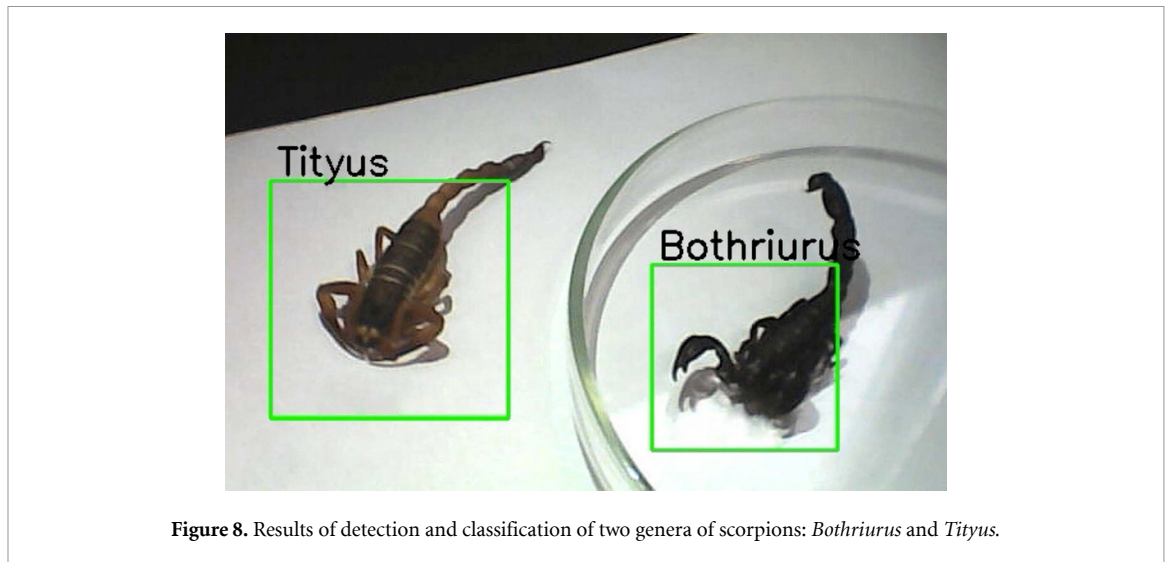 Tityus
Bothriurus
Figure 8. Results of detection and classification of two genera of scorpions: Bothriurus and Tityus.